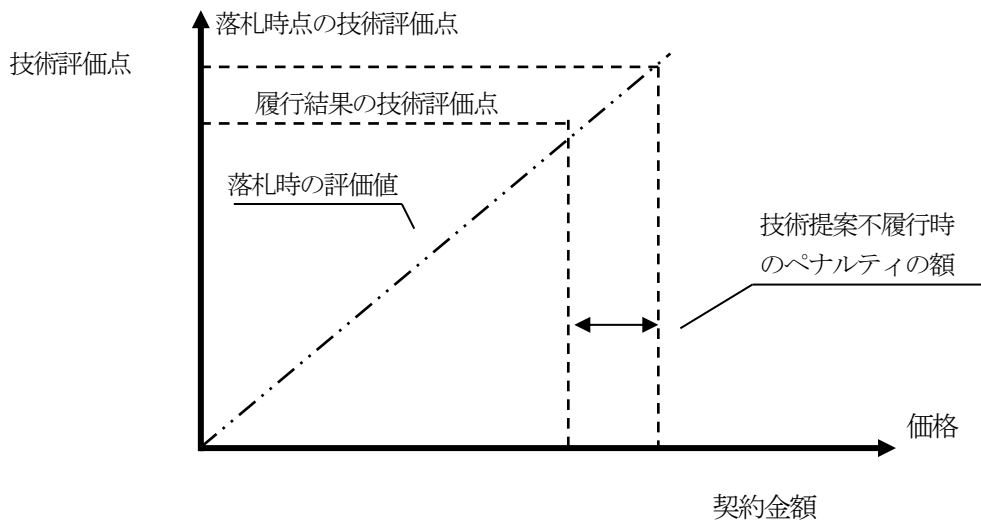 落札時点の技術評価点
技術評価点
履行結果の技術評価点
落札時の評価値
技術提案不履行時
のペナルティの額
価格
契約金額